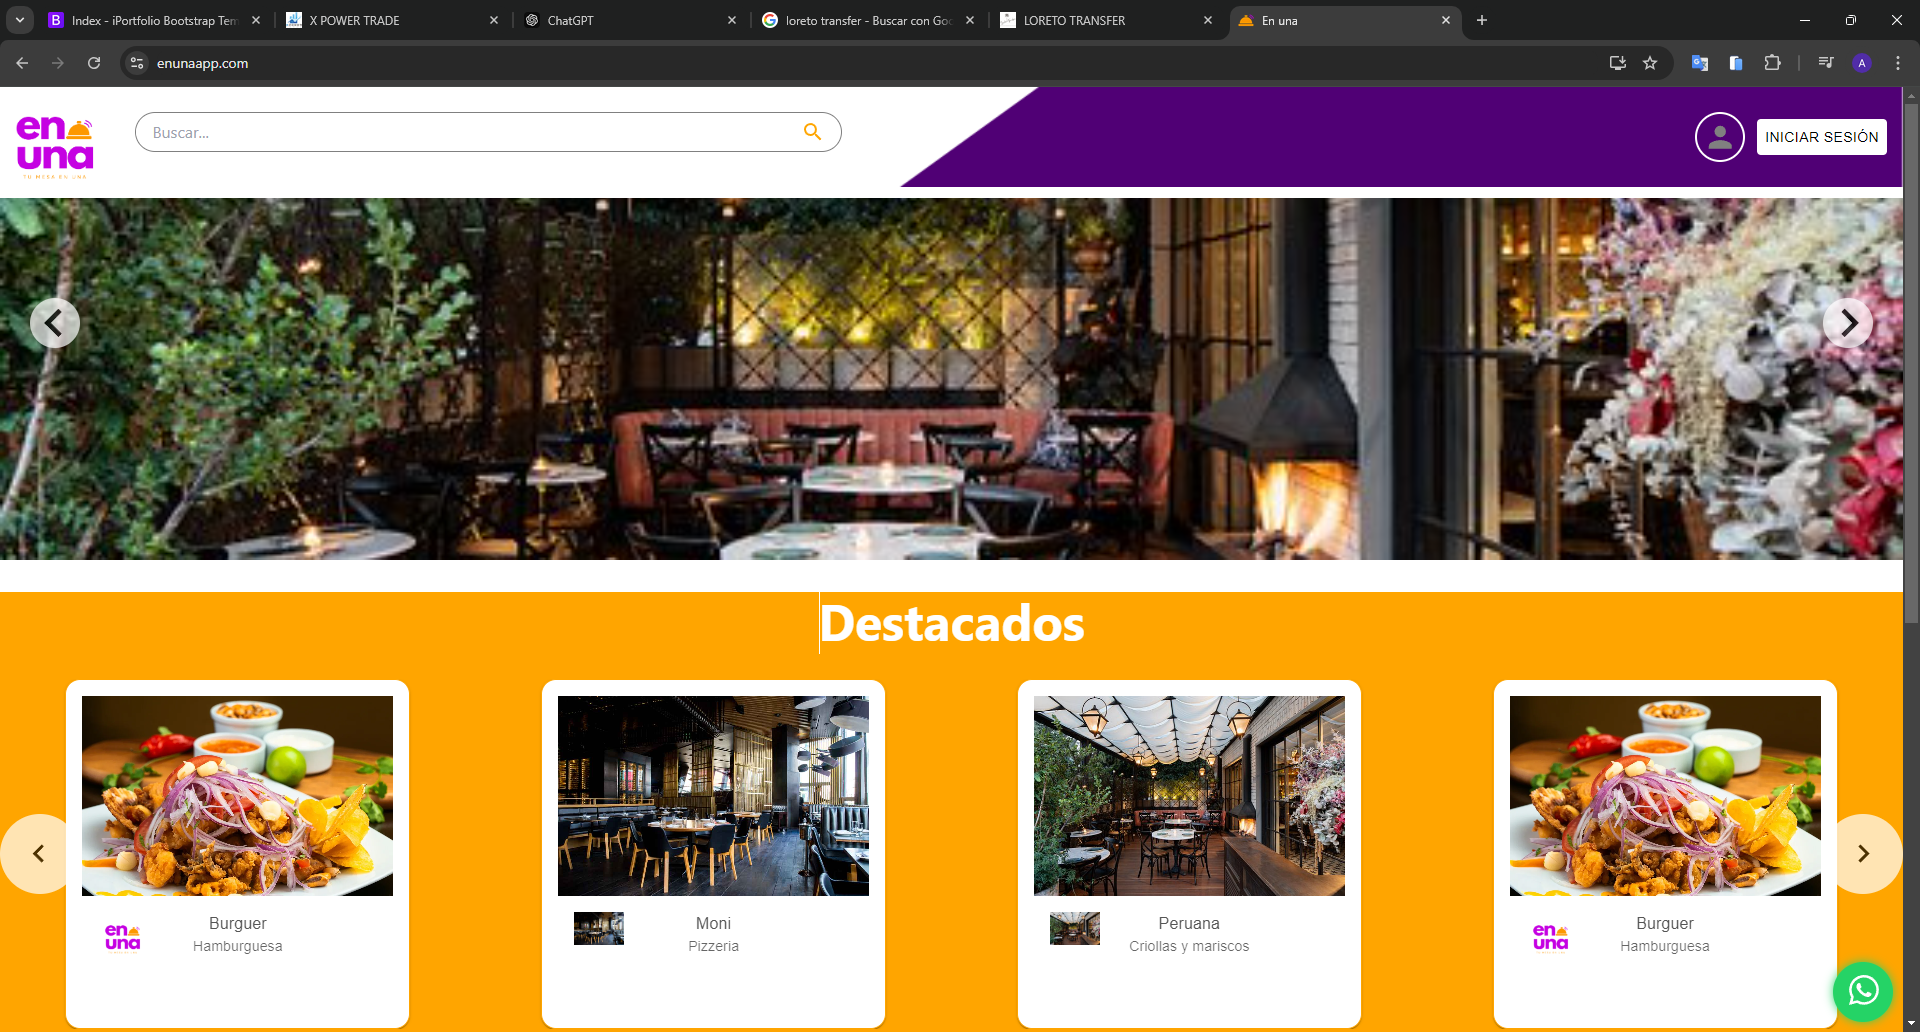 Index - iPortfolio Bootstrap Tem
X POWER TRADE
ChatGPT
loreto transfer - Buscar con Goo
LORETO TRANSFER
En una
enunaapp.com
A
en
una
TU MESA EN UNA
Buscar...
INICIAR SESIÓN
Destacados
Burguer
Hamburguesa
Moni
Pizzeria
Peruana
Criollas y mariscos
Burguer
Hamburguesa
en
una
en
una